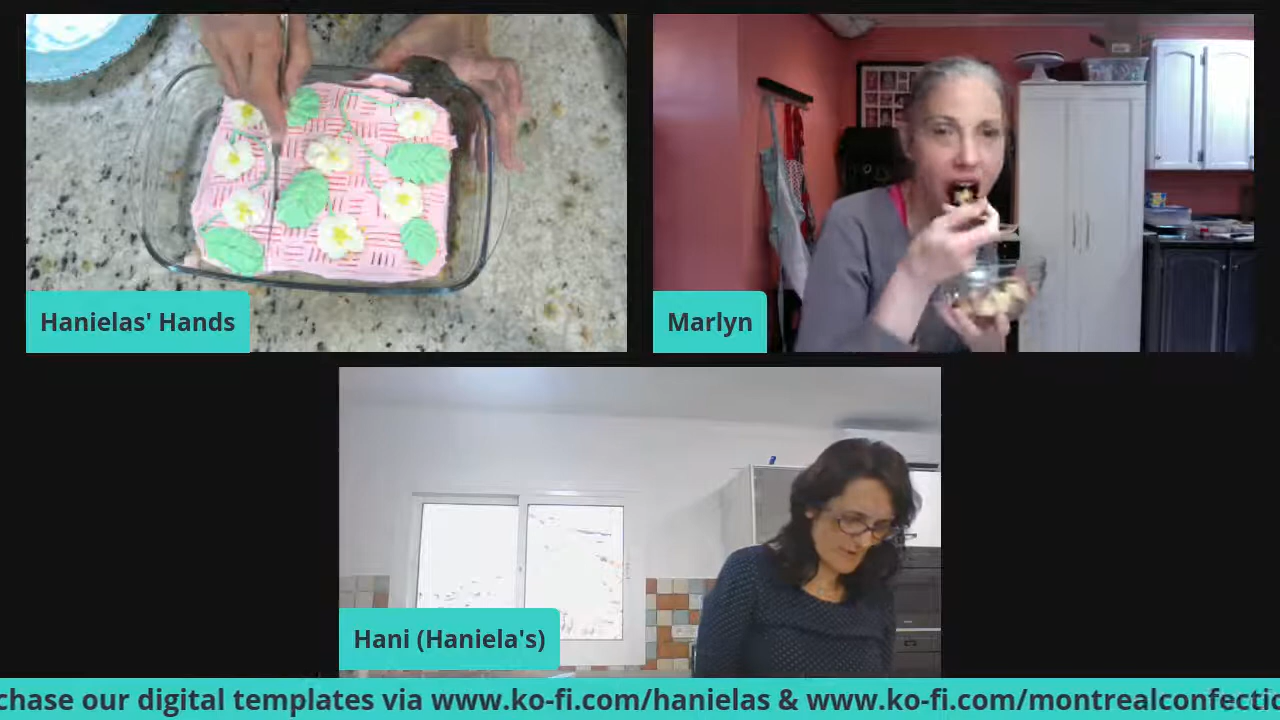 Hanielas' Hands
Marlyn
Hani (Haniela's)
chase our digital templates via www.ko-fi.com/hanielas & www.ko-fi.com/montrealconfectic